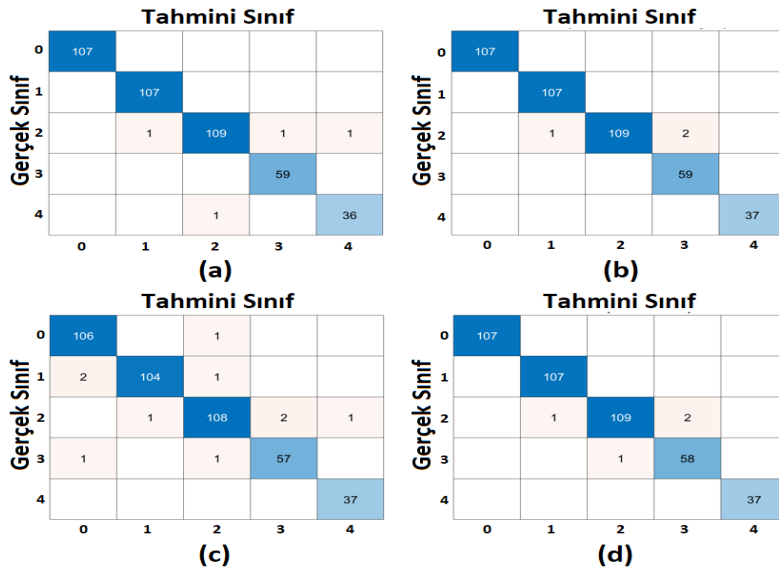 Tahmini Sınıf
Gerçek Sınıf
0 107
1 107
2 1 109 1 1
3 59
4 1 36
0 1 2 3 4
(a)
Tahmini Sınıf
Gerçek Sınıf
0 107
1 107
2 1 109 2
3 59
4 37
0 1 2 3 4
(b)
Tahmini Sınıf
Gerçek Sınıf
0 106 1
1 2 104 1
2 1 108 2 1
3 1 1 57
4 37
0 1 2 3 4
(c)
Tahmini Sınıf
Gerçek Sınıf
0 107
1 107
2 1 109 2
3 1 58
4 37
0 1 2 3 4
(d)